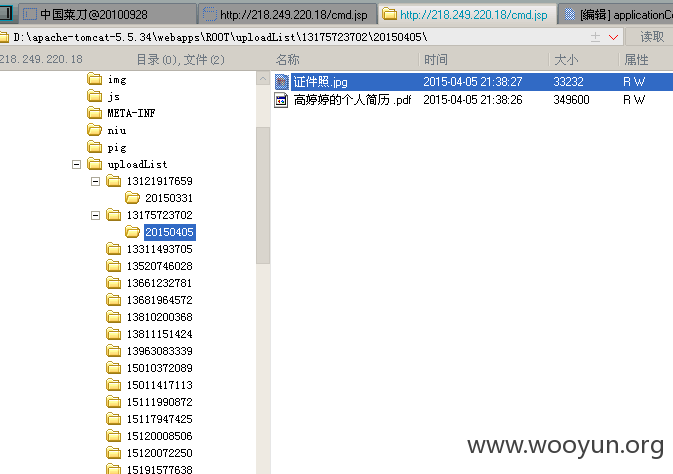 中国菜刀@20100928
http://218.249.220.18/cmd.jsp
http://218.249.220.18/cmd.jsp
[编辑] applicationCo
D:\apache-tomcat-5.5.34\webapps\ROOT\uploadList\13175723702\20150405\
读取
218.249.220.18
目录(0),文件(2)
名称 时间 大小 属性
img
js
META-INF
niu
pig
uploadList
13121917659
20150331
13175723702
20150405
13311493705
13520746028
13661232781
13681964572
13810200368
13811151424
13963083339
15010372089
15011417113
15111990872
15117947425
15120008506
15120072250
15191577638
证件照.jpg 2015-04-05 21:38:27 33232 R W
高婷婷的个人简历 .pdf 2015-04-05 21:38:26 349600 R W
www.wooyun.org